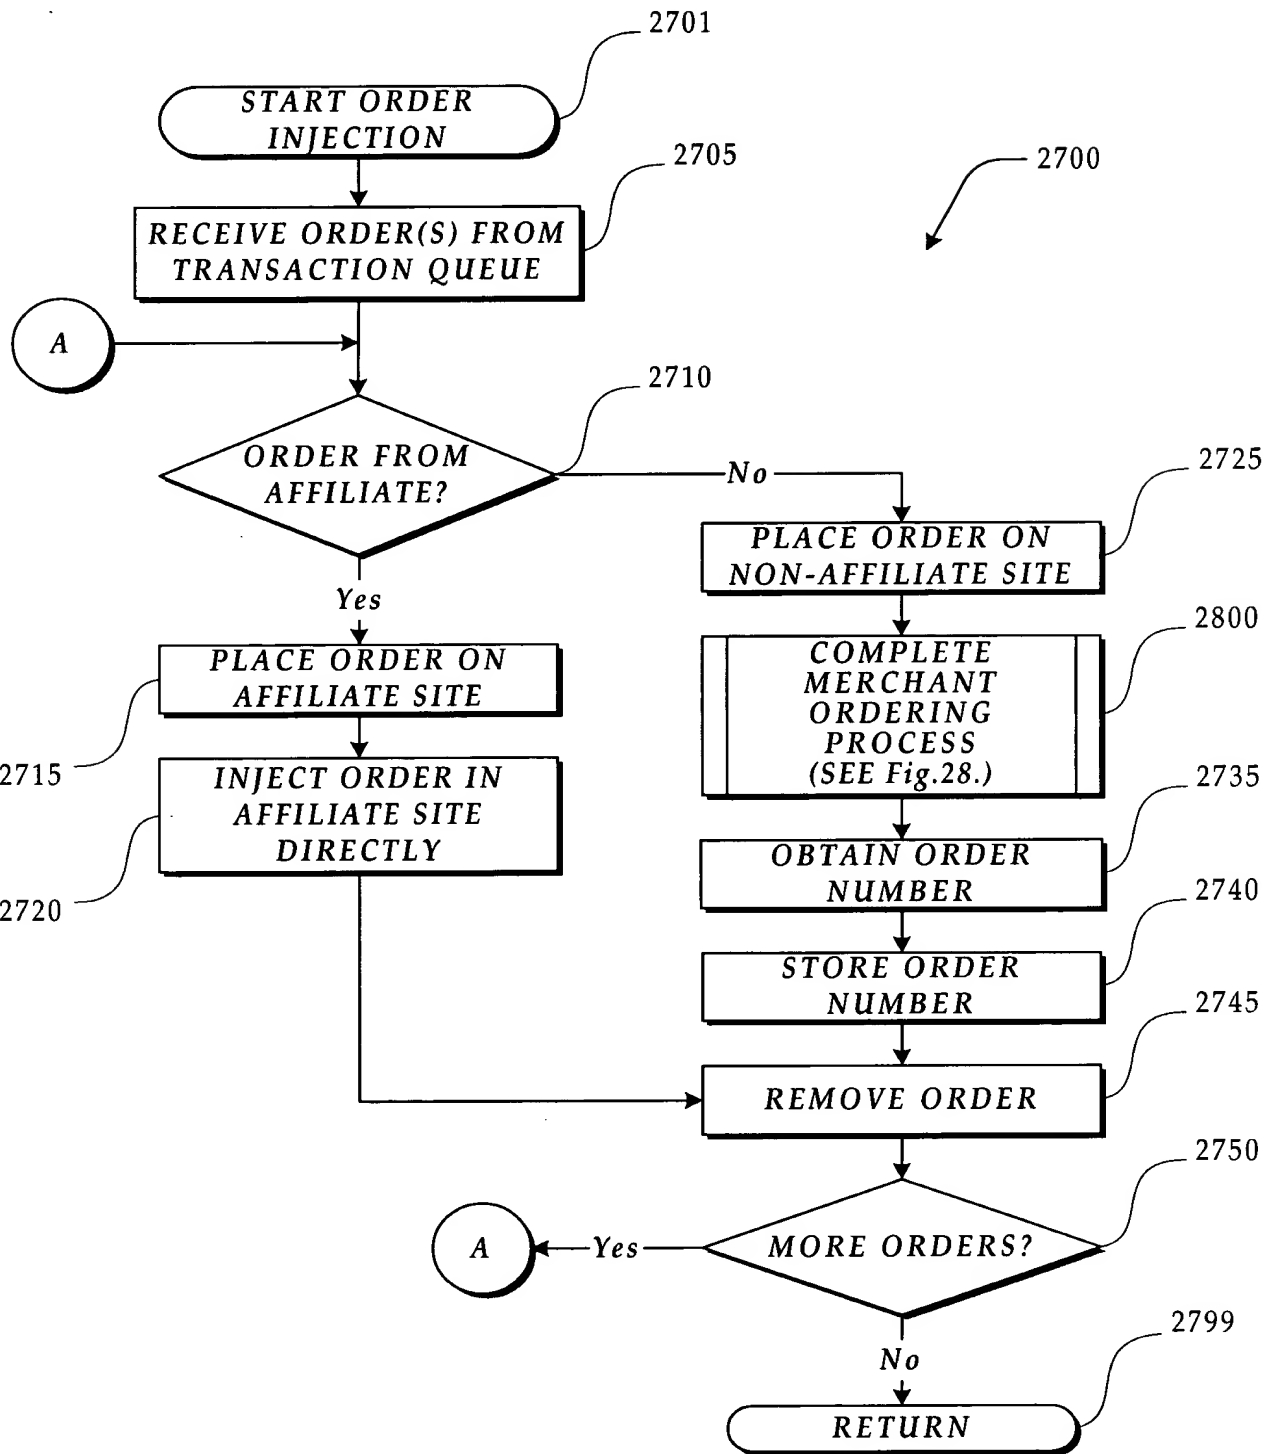 2701
START ORDER
INJECTION
2705
2700
RECEIVE ORDER(S) FROM
TRANSACTION QUEUE
A
2710
ORDER FROM
AFFILIATE?
No
2725
PLACE ORDER ON
NON-AFFILIATE SITE
Yes
2800
PLACE ORDER ON
AFFILIATE SITE
COMPLETE
MERCHANT
ORDERING
PROCESS
(SEE Fig.28.)
2715
INJECT ORDER IN
AFFILIATE SITE
DIRECTLY
2735
OBTAIN ORDER
NUMBER
2720
2740
STORE ORDER
NUMBER
2745
REMOVE ORDER
2750
A
Yes
MORE ORDERS?
2799
No
RETURN